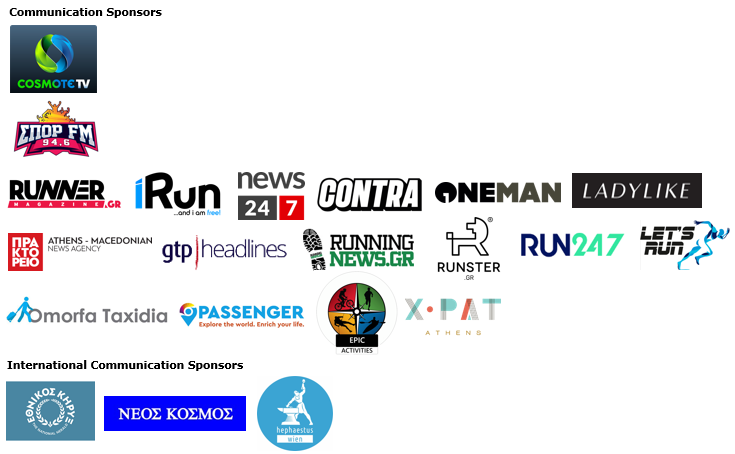 Communication Sponsors
COSMOTE TV
ΣΠΟΡ FM
94.6
RUNNER
MAGAZINE.GR
iRun
...and i am free!
news
24 7
CONTRA
ONEMAN
LADYLIKE
ΠΡΑ
ΚΤΟ
ΡΕΙΟ
ATHENS - MACEDONIAN
NEWS AGENCY
gtp headlines
RUNNING
NEWS.GR
RUNSTER
.GR
RUN247
LET'S
RUN
Omorfa Taxidia
PASSENGER
Explore the world. Enrich your life.
EPIC
ACTIVITIES
X·PAT
ATHENS
International Communication Sponsors
ΕΘΝΙΚΟΣ ΚΗΡΥΞ
ΝΕΟΣ ΚΟΣΜΟΣ
hephaestus
wien